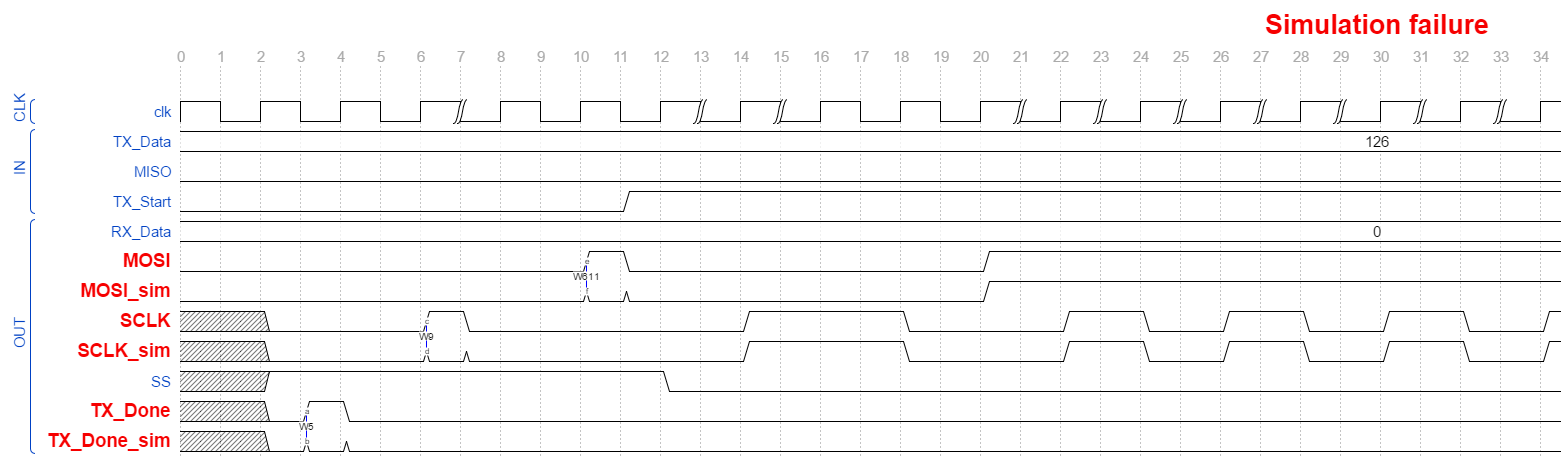 Simulation failure
0 1 2 3 4 5 6 7 8 9 10 11 12 13 14 15 16 17 18 19 20 21 22 23 24 25 26 27 28 29 30 31 32 33 34
CLK
clk
IN
TX_Data 126
MISO
TX_Start
OUT
RX_Data 0
MOSI e
W611
MOSI_sim f
SCLK c
W9
SCLK_sim d
SS
TX_Done a
W5
TX_Done_sim b